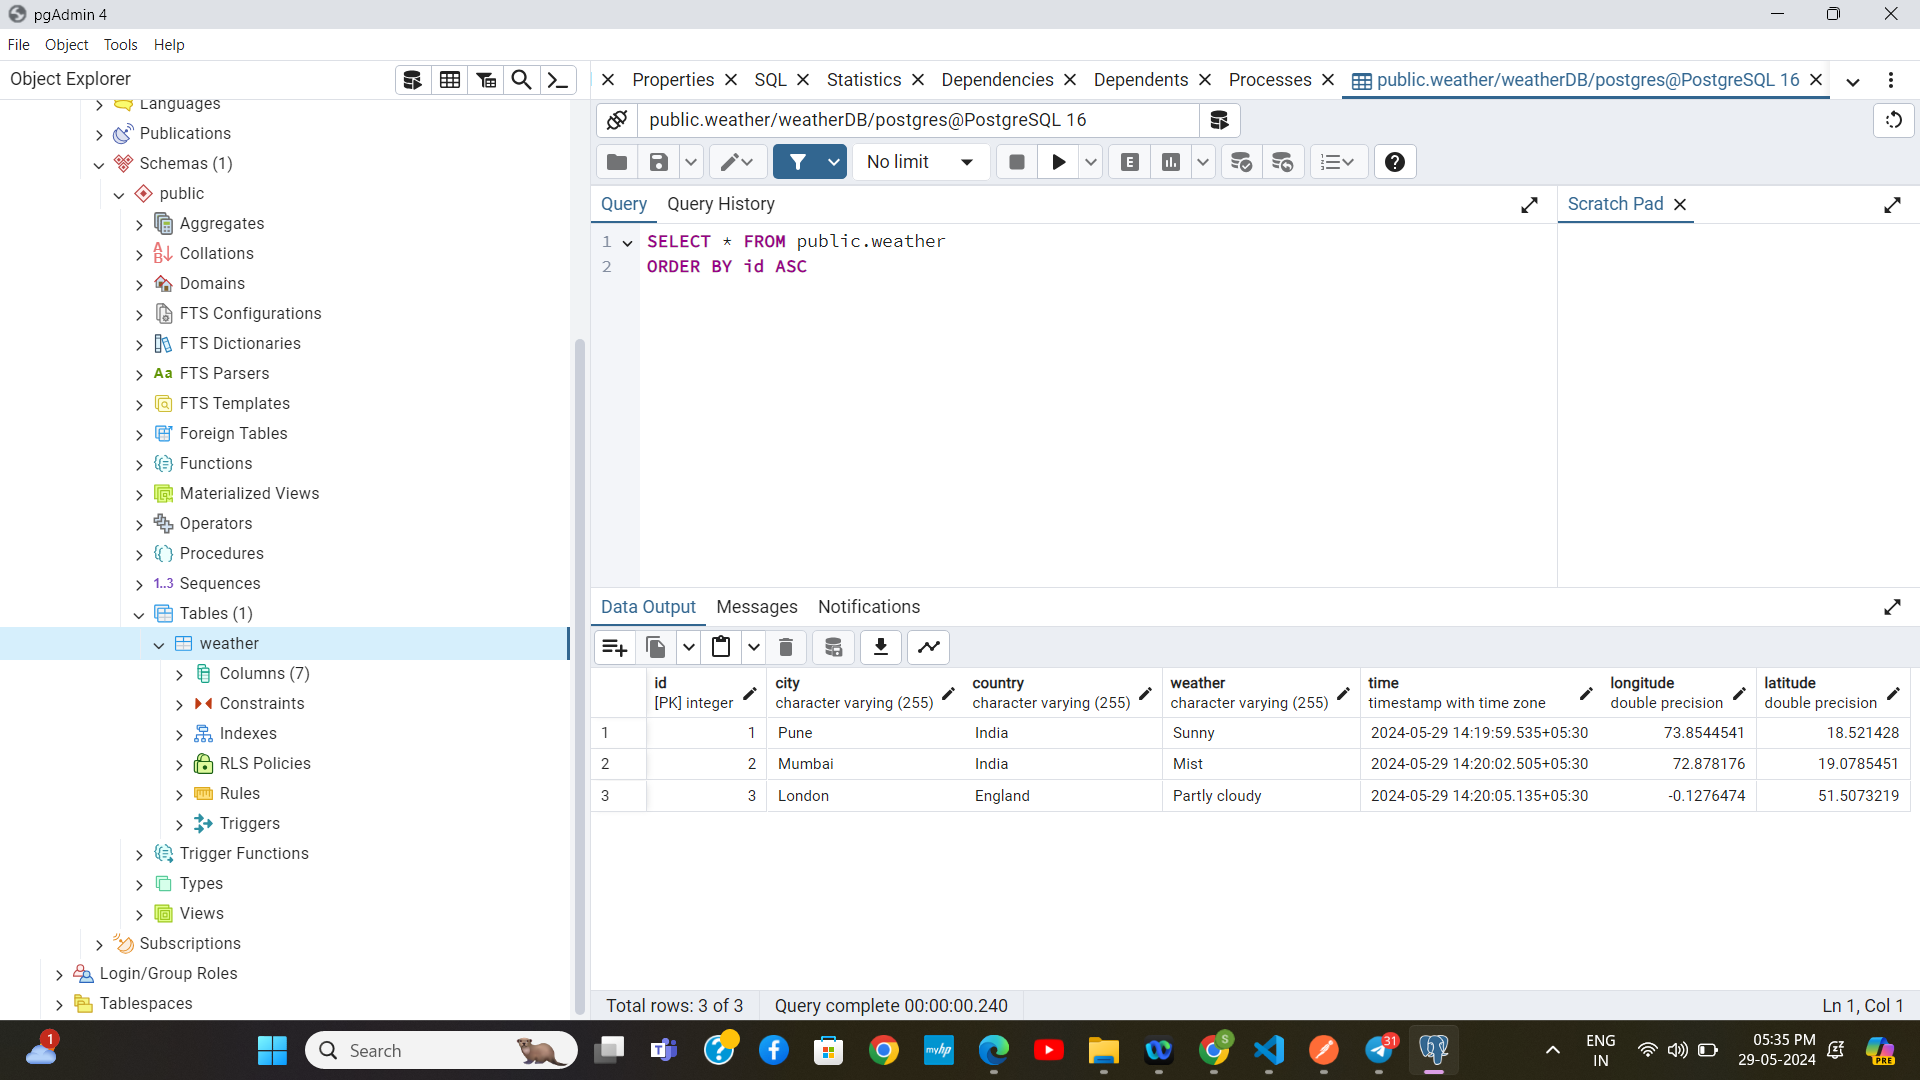 pgAdmin 4
File Object Tools Help
Object Explorer
Properties SQL Statistics Dependencies Dependents Processes public.weather/weatherDB/postgres@PostgreSQL 16
public.weather/weatherDB/postgres@PostgreSQL 16
No limit
E
Query Query History
Scratch Pad
1 SELECT * FROM public.weather
2 ORDER BY id ASC
Languages
Publications
Schemas (1)
public
Aggregates
Collations
Domains
FTS Configurations
FTS Dictionaries
Aa FTS Parsers
FTS Templates
Foreign Tables
Functions
Materialized Views
Operators
Procedures
1..3 Sequences
Tables (1)
weather
Columns (7)
Constraints
Indexes
RLS Policies
Rules
Triggers
Trigger Functions
Types
Views
Subscriptions
Login/Group Roles
Tablespaces
Data Output Messages Notifications
id city country weather time longitude latitude
[PK] integer character varying (255) character varying (255) character varying (255) timestamp with time zone double precision double precision
1 1 Pune India Sunny 2024-05-29 14:19:59.535+05:30 73.8544541 18.521428
2 2 Mumbai India Mist 2024-05-29 14:20:02.505+05:30 72.878176 19.0785451
3 3 London England Partly cloudy 2024-05-29 14:20:05.135+05:30 -0.1276474 51.5073219
Total rows: 3 of 3 Query complete 00:00:00.240 Ln 1, Col 1
1
Search
myhp
S
31
ENG
IN
05:35 PM
29-05-2024
PRE